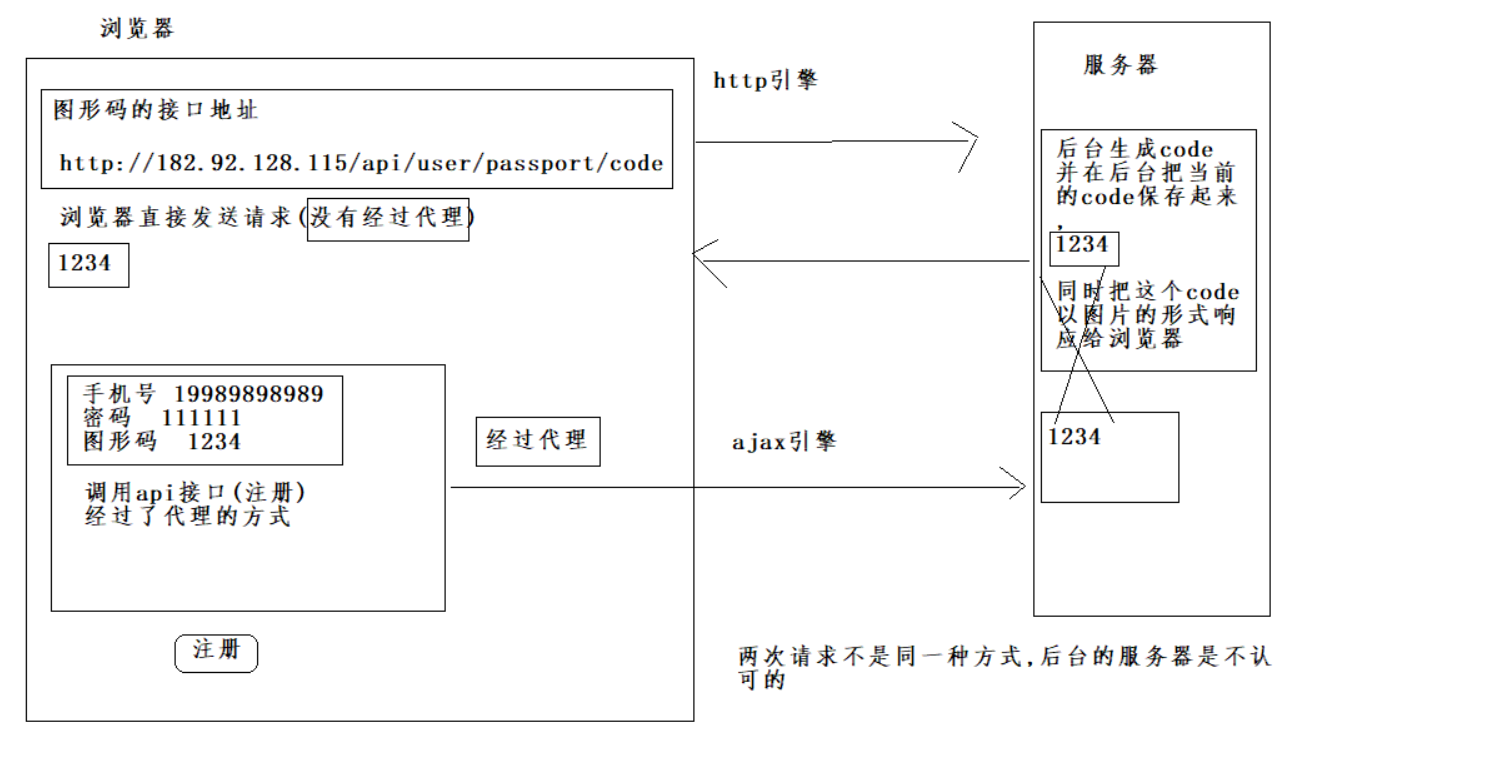 浏览器
http引擎
服务器
图形码的接口地址
http://182.92.128.115/api/user/passport/code
浏览器直接发送请求(没有经过代理)
1234
后台生成code
并在后台把当前
的code保存起来
,
1234
同时把这个code
以图片的形式响
应给浏览器
手机号 19989898989
密码 111111
图形码 1234
调用api接口(注册)
经过了代理的方式
经过代理
ajax引擎
1234
注册
两次请求不是同一种方式,后台的服务器是不认
可的